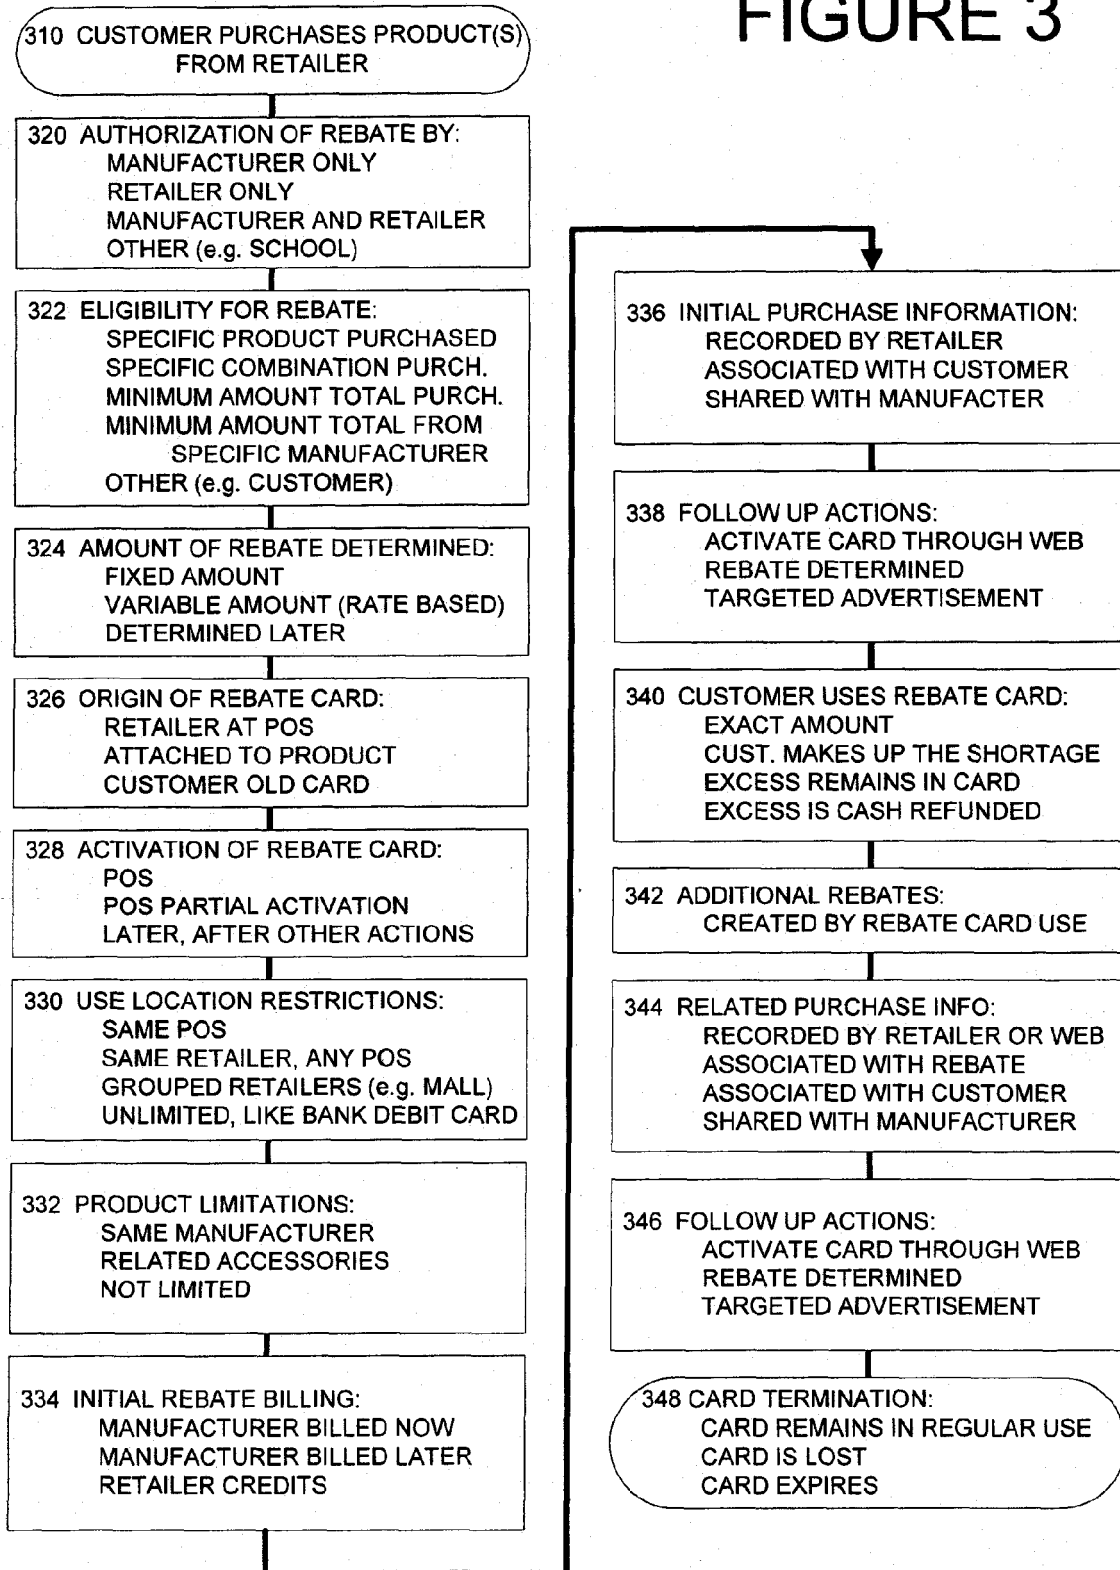 FIGURE 3
310 CUSTOMER PURCHASES PRODUCT(S)
FROM RETAILER
320 AUTHORIZATION OF REBATE BY:
MANUFACTURER ONLY
RETAILER ONLY
MANUFACTURER AND RETAILER
OTHER (e.g. SCHOOL)
322 ELIGIBILITY FOR REBATE:
SPECIFIC PRODUCT PURCHASED
SPECIFIC COMBINATION PURCH.
MINIMUM AMOUNT TOTAL PURCH.
MINIMUM AMOUNT TOTAL FROM
SPECIFIC MANUFACTURER
OTHER (e.g. CUSTOMER)
324 AMOUNT OF REBATE DETERMINED:
FIXED AMOUNT
VARIABLE AMOUNT (RATE BASED)
DETERMINED LATER
326 ORIGIN OF REBATE CARD:
RETAILER AT POS
ATTACHED TO PRODUCT
CUSTOMER OLD CARD
328 ACTIVATION OF REBATE CARD:
POS
POS PARTIAL ACTIVATION
LATER, AFTER OTHER ACTIONS
330 USE LOCATION RESTRICTIONS:
SAME POS
SAME RETAILER, ANY POS
GROUPED RETAILERS (e.g. MALL)
UNLIMITED, LIKE BANK DEBIT CARD
332 PRODUCT LIMITATIONS:
SAME MANUFACTURER
RELATED ACCESSORIES
NOT LIMITED
334 INITIAL REBATE BILLING:
MANUFACTURER BILLED NOW
MANUFACTURER BILLED LATER
RETAILER CREDITS
336 INITIAL PURCHASE INFORMATION:
RECORDED BY RETAILER
ASSOCIATED WITH CUSTOMER
SHARED WITH MANUFACTER
338 FOLLOW UP ACTIONS:
ACTIVATE CARD THROUGH WEB
REBATE DETERMINED
TARGETED ADVERTISEMENT
340 CUSTOMER USES REBATE CARD:
EXACT AMOUNT
CUST. MAKES UP THE SHORTAGE
EXCESS REMAINS IN CARD
EXCESS IS CASH REFUNDED
342 ADDITIONAL REBATES:
CREATED BY REBATE CARD USE
344 RELATED PURCHASE INFO:
RECORDED BY RETAILER OR WEB
ASSOCIATED WITH REBATE
ASSOCIATED WITH CUSTOMER
SHARED WITH MANUFACTURER
346 FOLLOW UP ACTIONS:
ACTIVATE CARD THROUGH WEB
REBATE DETERMINED
TARGETED ADVERTISEMENT
348 CARD TERMINATION:
CARD REMAINS IN REGULAR USE
CARD IS LOST
CARD EXPIRES